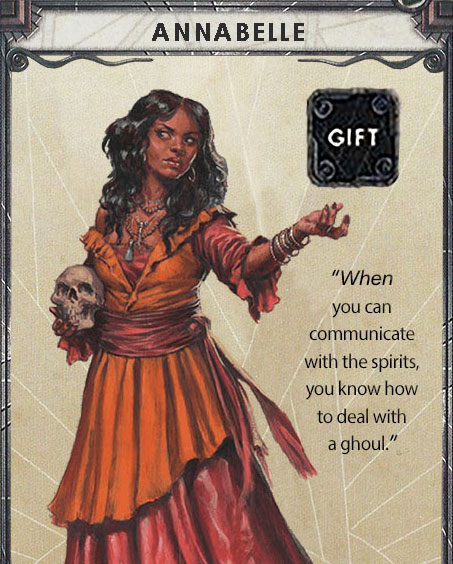 ANNABELLE
GIFT
“When
you can
communicate
with the spirits,
you know how
to deal with
a ghoul.”